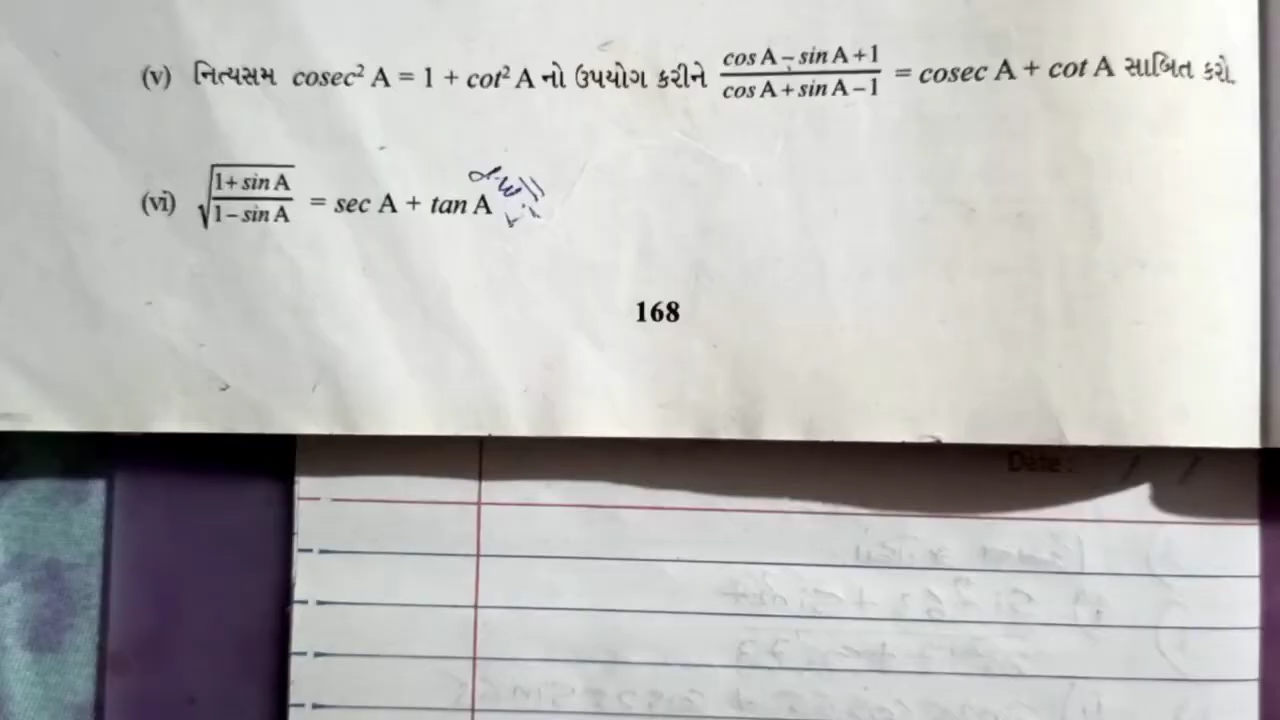 (v) નિત્યસમ cosec² A = 1 + cot² A નો ઉપયોગ કરીને (cos A – sin A + 1)/(cos A + sin A – 1) = cosec A + cot A સાબિત કરો.
(vi) √((1 + sin A)/(1 – sin A)) = sec A + tan A
168
Date : / /